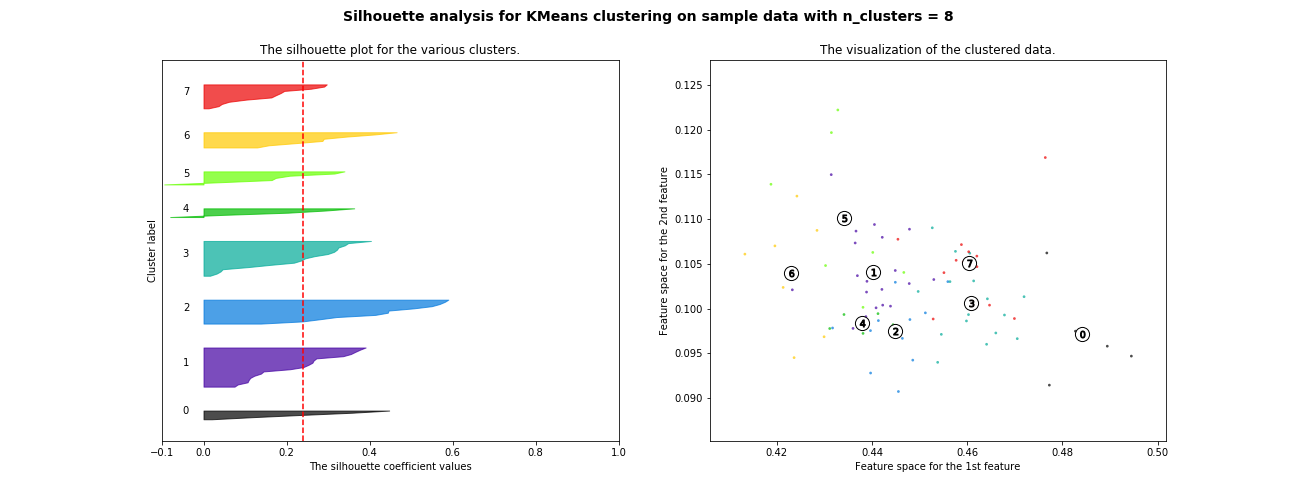 Silhouette analysis for KMeans clustering on sample data with n_clusters = 8
The silhouette plot for the various clusters.
Cluster label
7
6
5
4
3
2
1
0
−0.1 0.0 0.2 0.4 0.6 0.8 1.0
The silhouette coefficient values
The visualization of the clustered data.
Feature space for the 2nd feature
0.125
0.120
0.115
0.110
0.105
0.100
0.095
0.090
5
7
6
1
3
4
2
0
0.42 0.44 0.46 0.48 0.50
Feature space for the 1st feature